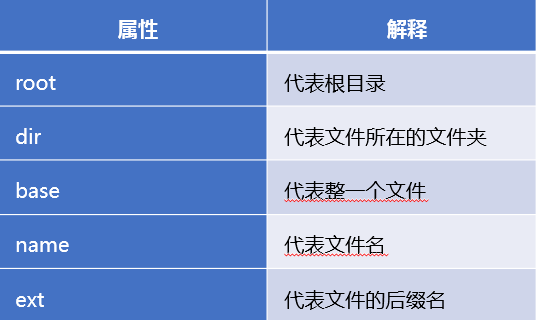 属性 解释
root 代表根目录
dir 代表文件所在的文件夹
base 代表整一个文件
name 代表文件名
ext 代表文件的后缀名